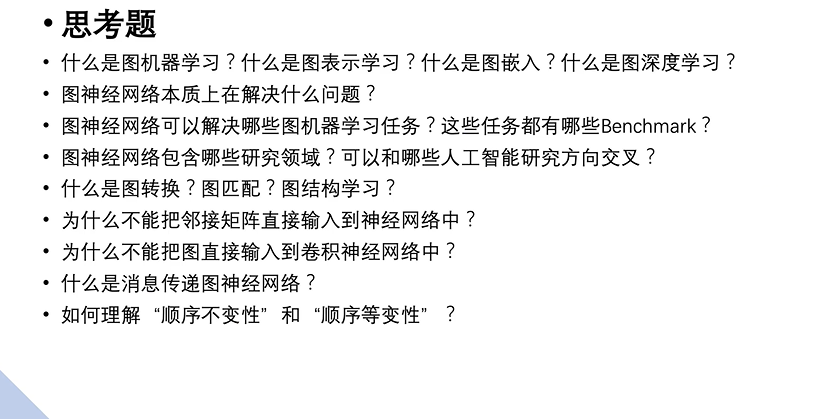 • 思考题
• 什么是图机器学习？什么是图表示学习？什么是图嵌入？什么是图深度学习？
• 图神经网络本质上在解决什么问题？
• 图神经网络可以解决哪些图机器学习任务？这些任务都有哪些Benchmark？
• 图神经网络包含哪些研究领域？可以和哪些人工智能研究方向交叉？
• 什么是图转换？图匹配？图结构学习？
• 为什么不能把邻接矩阵直接输入到神经网络中？
• 为什么不能把图直接输入到卷积神经网络中？
• 什么是消息传递图神经网络？
• 如何理解 “顺序不变性” 和 “顺序等变性” ？